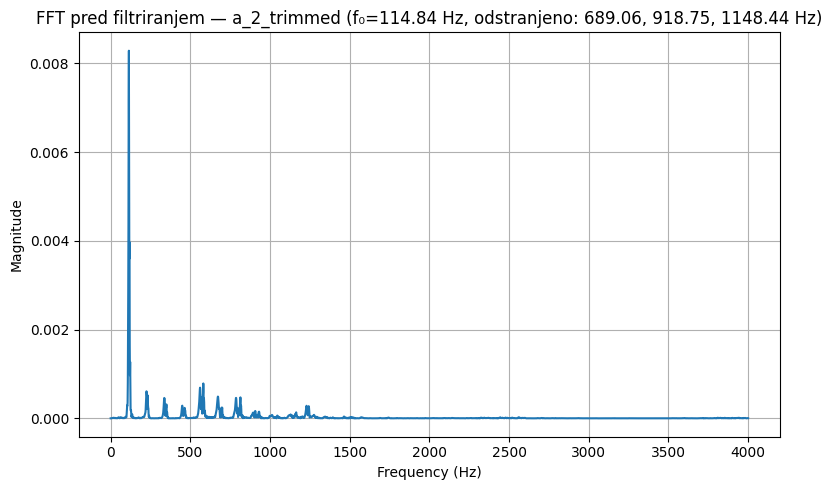 FFT pred filtriranjem — a_2_trimmed (f₀=114.84 Hz, odstranjeno: 689.06, 918.75, 1148.44 Hz)
0.008
0.006
0.004
0.002
0.000
Magnitude
0 500 1000 1500 2000 2500 3000 3500 4000
Frequency (Hz)